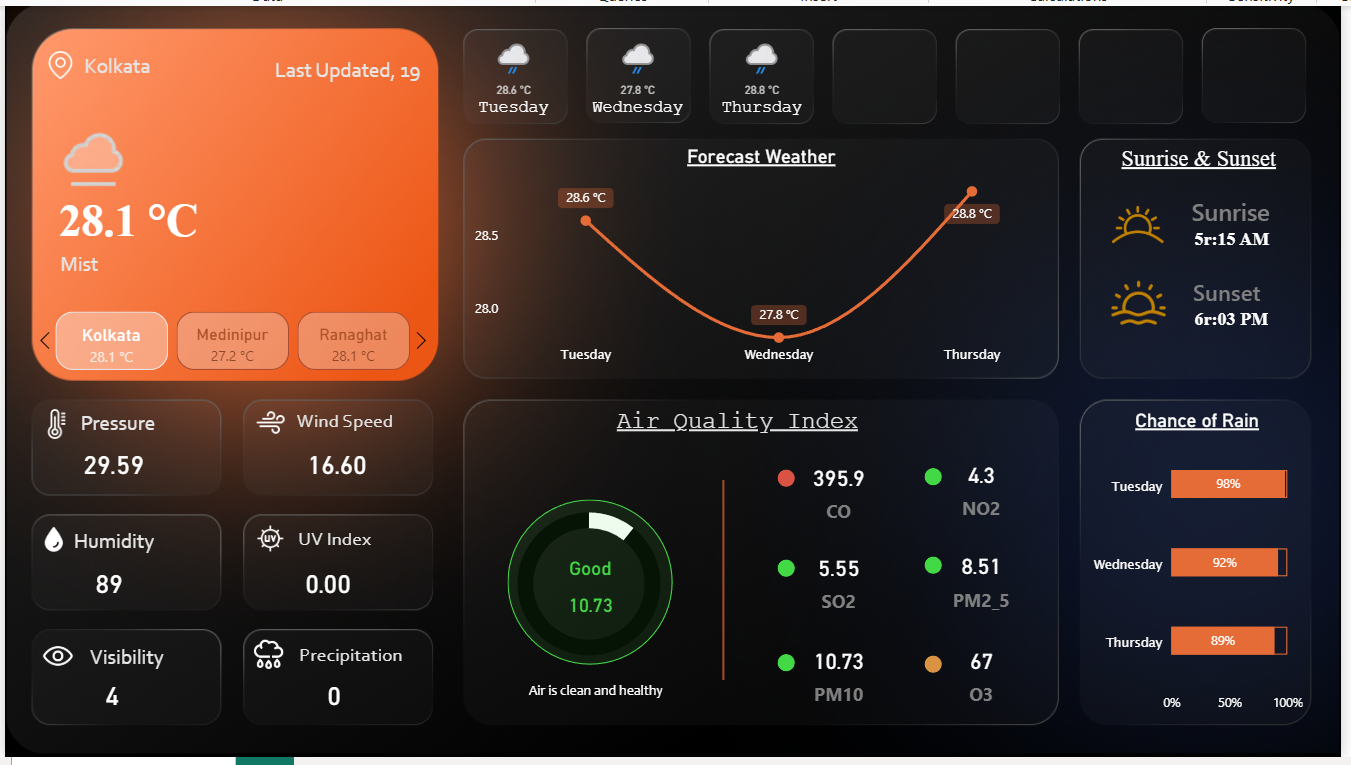 Kolkata
Last Updated, 19
28.1 °C
Mist
Kolkata
28.1 °C
Medinipur
27.2 °C
Ranaghat
28.1 °C
28.6 °C
Tuesday
27.8 °C
Wednesday
28.8 °C
Thursday
Forecast Weather
28.6 °C
28.8 °C
28.5
28.0
27.8 °C
Tuesday
Wednesday
Thursday
Sunrise & Sunset
Sunrise
5r:15 AM
Sunset
6r:03 PM
Pressure
29.59
Wind Speed
16.60
Humidity
89
UV Index
UV
0.00
Visibility
4
Precipitation
0
Air Quality Index
Good
10.73
Air is clean and healthy
395.9
CO
4.3
NO2
5.55
SO2
8.51
PM2_5
10.73
PM10
67
O3
Chance of Rain
Tuesday
98%
Wednesday
92%
Thursday
89%
0%
50%
100%